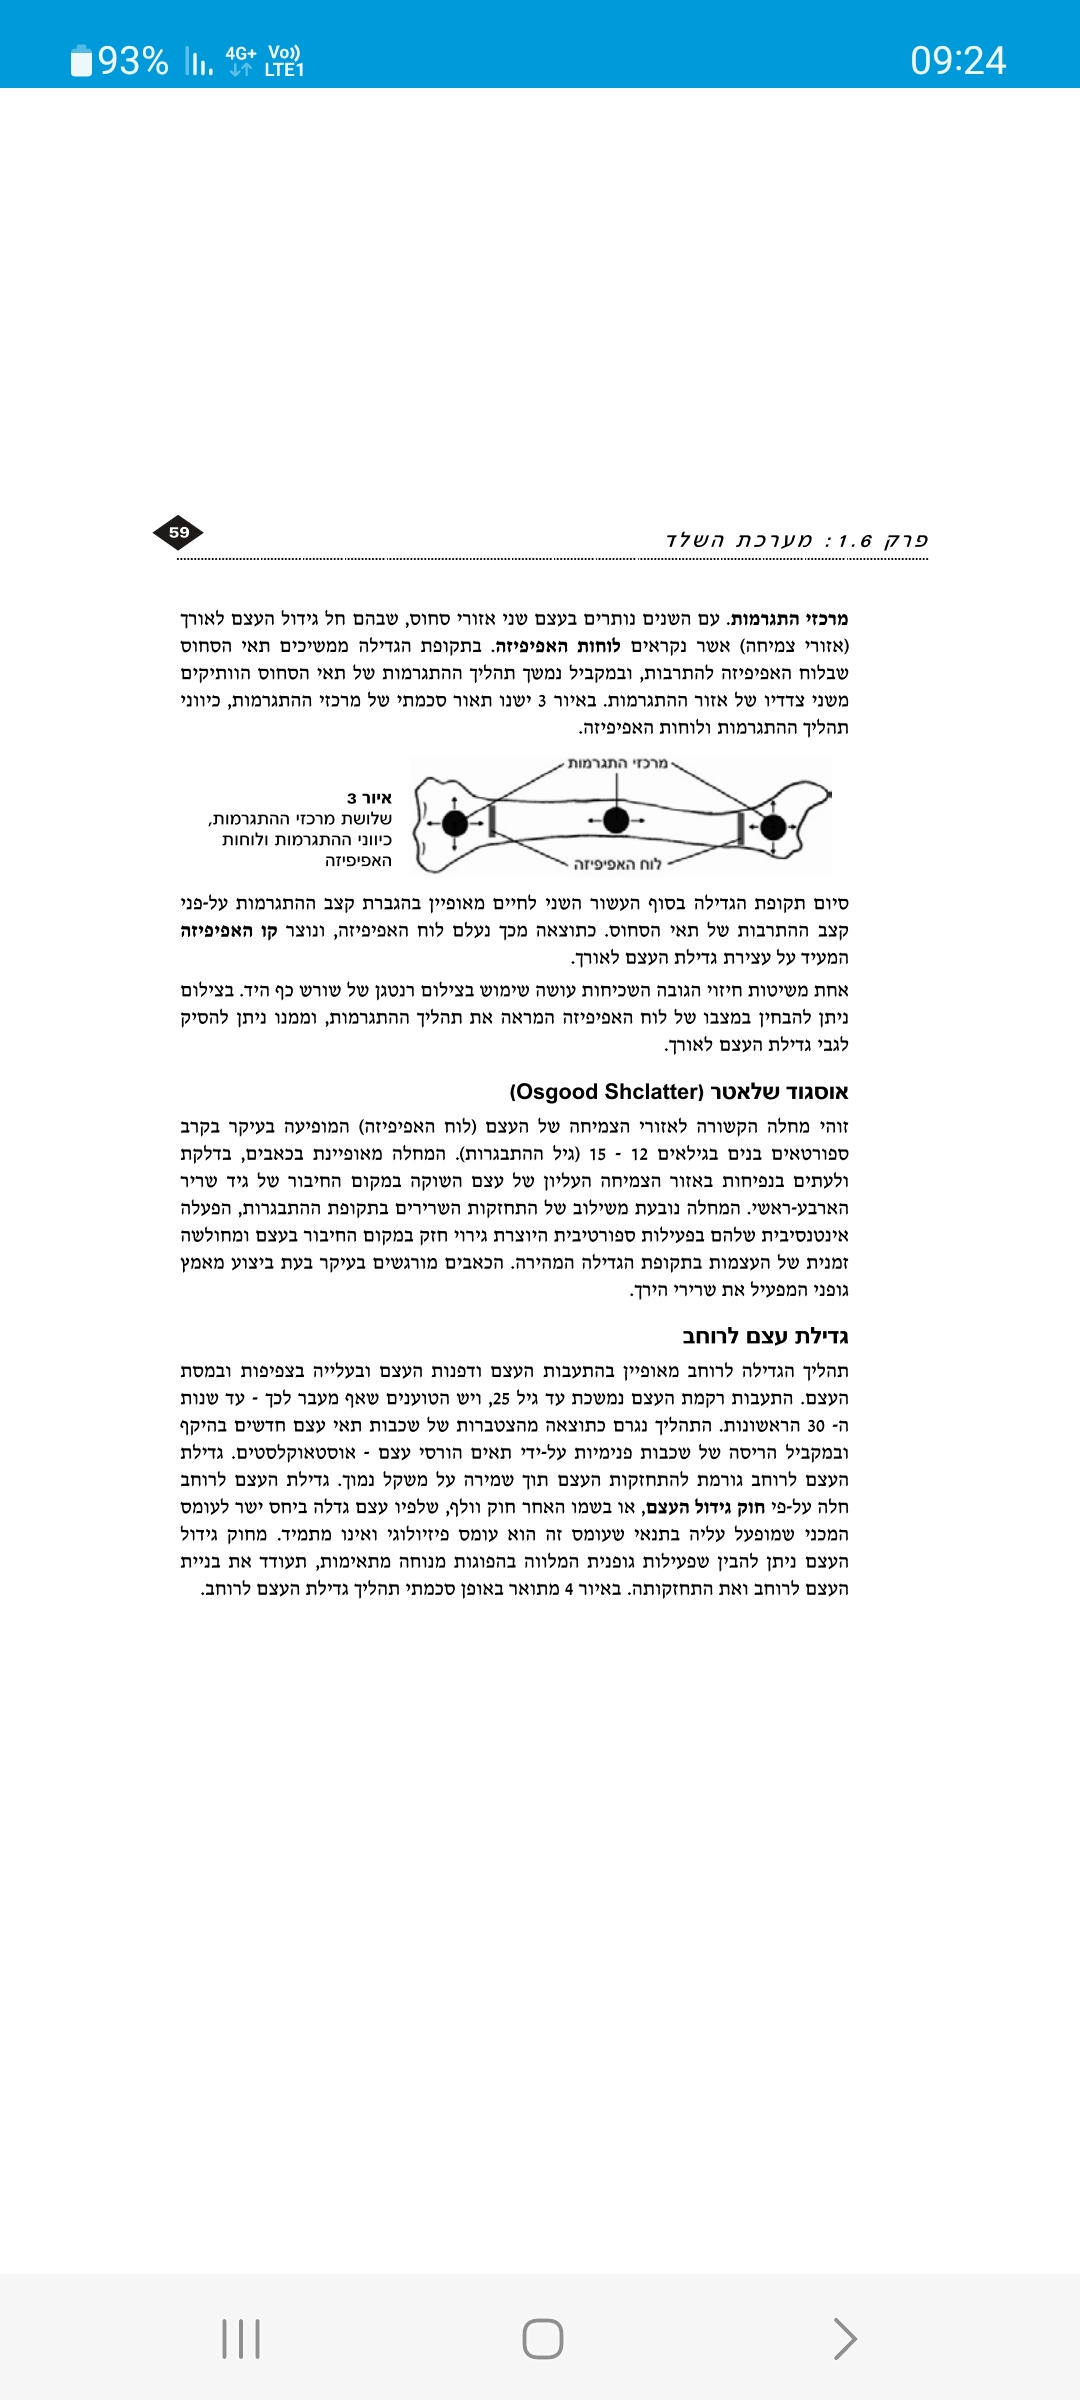 93% 4G+ Vo)) LTE1 09:24
59
פרק 1.6: מערכת השלד
מרכזי התגרמות. עם השנים נותרים בעצם שני אזורי סחוס, שבהם חל גידול העצם לאורך
(אזורי צמיחה) אשר נקראים לוחות האפיפיזה. בתקופת הגדילה ממשיכים תאי הסחוס
שבלוח האפיפיזה להתרבות, ובמקביל נמשך תהליך ההתגרמות של תאי הסחוס הוותיקים
משני צדדיו של אזור ההתגרמות. באיור 3 ישנו תאור סכמתי של מרכזי ההתגרמות, כיווני
תהליך ההתגרמות ולוחות האפיפיזה.
מרכזי התגרמות
לוח האפיפיזה
איור 3
שלושת מרכזי ההתגרמות,
כיווני ההתגרמות ולוחות
האפיפיזה
סיום תקופת הגדילה בסוף העשור השני לחיים מאופיין בהגברת קצב ההתגרמות על-פני
קצב ההתרבות של תאי הסחוס. כתוצאה מכך נעלם לוח האפיפיזה, ונוצר קו האפיפיזה
המעיד על עצירת גדילת העצם לאורך.
אחת משיטות חיזוי הגובה השכיחות עושה שימוש בצילום רנטגן של שורש כף היד. בצילום
ניתן להבחין במצבו של לוח האפיפיזה המראה את תהליך ההתגרמות, וממנו ניתן להסיק
לגבי גדילת העצם לאורך.
אוסגוד שלאטר (Osgood Shclatter)
זוהי מחלה הקשורה לאזורי הצמיחה של העצם (לוח האפיפיזה) המופיעה בעיקר בקרב
ספורטאים בנים בגילאים 12 - 15 (גיל ההתבגרות). המחלה מאופיינת בכאבים, בדלקת
ולעתים בנפיחות באזור הצמיחה העליון של עצם השוקה במקום החיבור של גיד שריר
הארבע-ראשי. המחלה נובעת משילוב של התחזקות השרירים בתקופת ההתבגרות, הפעלה
אינטנסיבית שלהם בפעילות ספורטיבית היוצרת גירוי חזק במקום החיבור בעצם ומחולשה
זמנית של העצמות בתקופת הגדילה המהירה. הכאבים מורגשים בעיקר בעת ביצוע מאמץ
גופני המפעיל את שרירי הירך.
גדילת עצם לרוחב
תהליך הגדילה לרוחב מאופיין בהתעבות העצם ודפנות העצם ובעלייה בצפיפות ובמסת
העצם. התעבות רקמת העצם נמשכת עד גיל 25, ויש הטוענים שאף מעבר לכך - עד שנות
ה- 30 הראשונות. התהליך נגרם כתוצאה מהצטברות של שכבות תאי עצם חדשים בהיקף
ובמקביל הריסה של שכבות פנימיות על-ידי תאים הורסי עצם - אוסטאוקלסטים. גדילת
העצם לרוחב גורמת להתחזקות העצם תוך שמירה על משקל נמוך. גדילת העצם לרוחב
חלה על-פי חוק גידול העצם, או בשמו האחר חוק וולף, שלפיו עצם גדלה ביחס ישר לעומס
המכני שמופעל עליה בתנאי שעומס זה הוא עומס פיזיולוגי ואינו מתמיד. מחוק גידול
העצם ניתן להבין שפעילות גופנית המלווה בהפוגות מנוחה מתאימות, תעודד את בניית
העצם לרוחב ואת התחזקותה. באיור 4 מתואר באופן סכמתי תהליך גדילת העצם לרוחב.